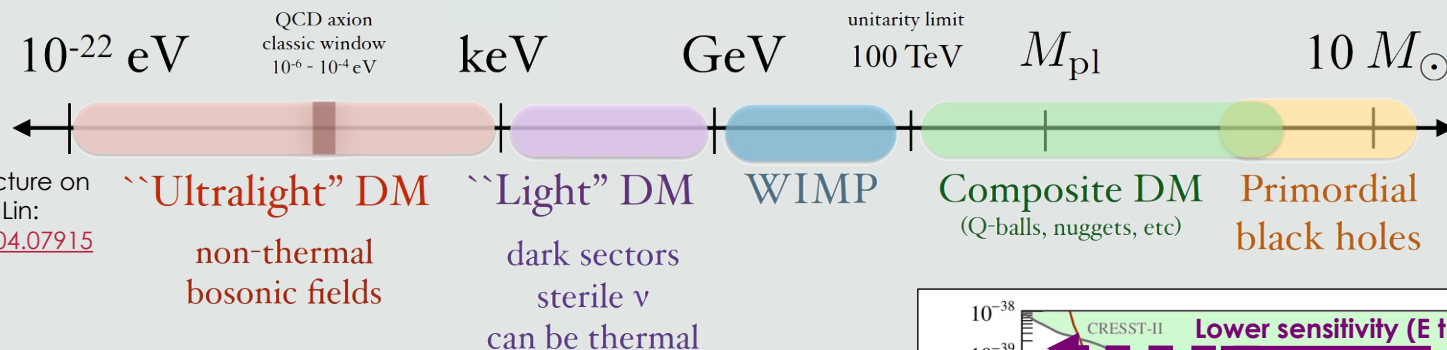 QCD axion
classic window
10⁻⁶ - 10⁻⁴ eV
unitarity limit
10⁻²² eV
keV
GeV
100 TeV
Mpl
10 M☉
cture on
Lin:
04.07915
``Ultralight” DM
non-thermal
bosonic fields
``Light” DM
dark sectors
sterile ν
can be thermal
WIMP
Composite DM
(Q-balls, nuggets, etc)
Primordial
black holes
10⁻³⁸
CRESST-II
Lower sensitivity (E t